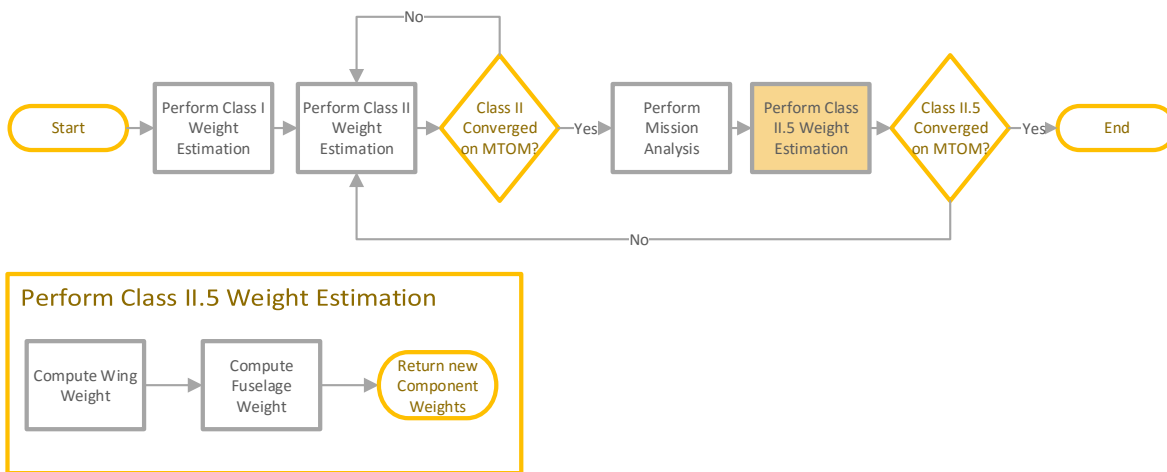 No
Start
Perform Class I
Weight
Estimation
Perform Class II
Weight
Estimation
Class II
Converged
on MTOM?
Yes
Perform
Mission
Analysis
Perform Class
II.5 Weight
Estimation
Class II.5
Converged
on MTOM?
Yes
End
No
Perform Class II.5 Weight Estimation
Compute Wing
Weight
Compute
Fuselage
Weight
Return new
Component
Weights